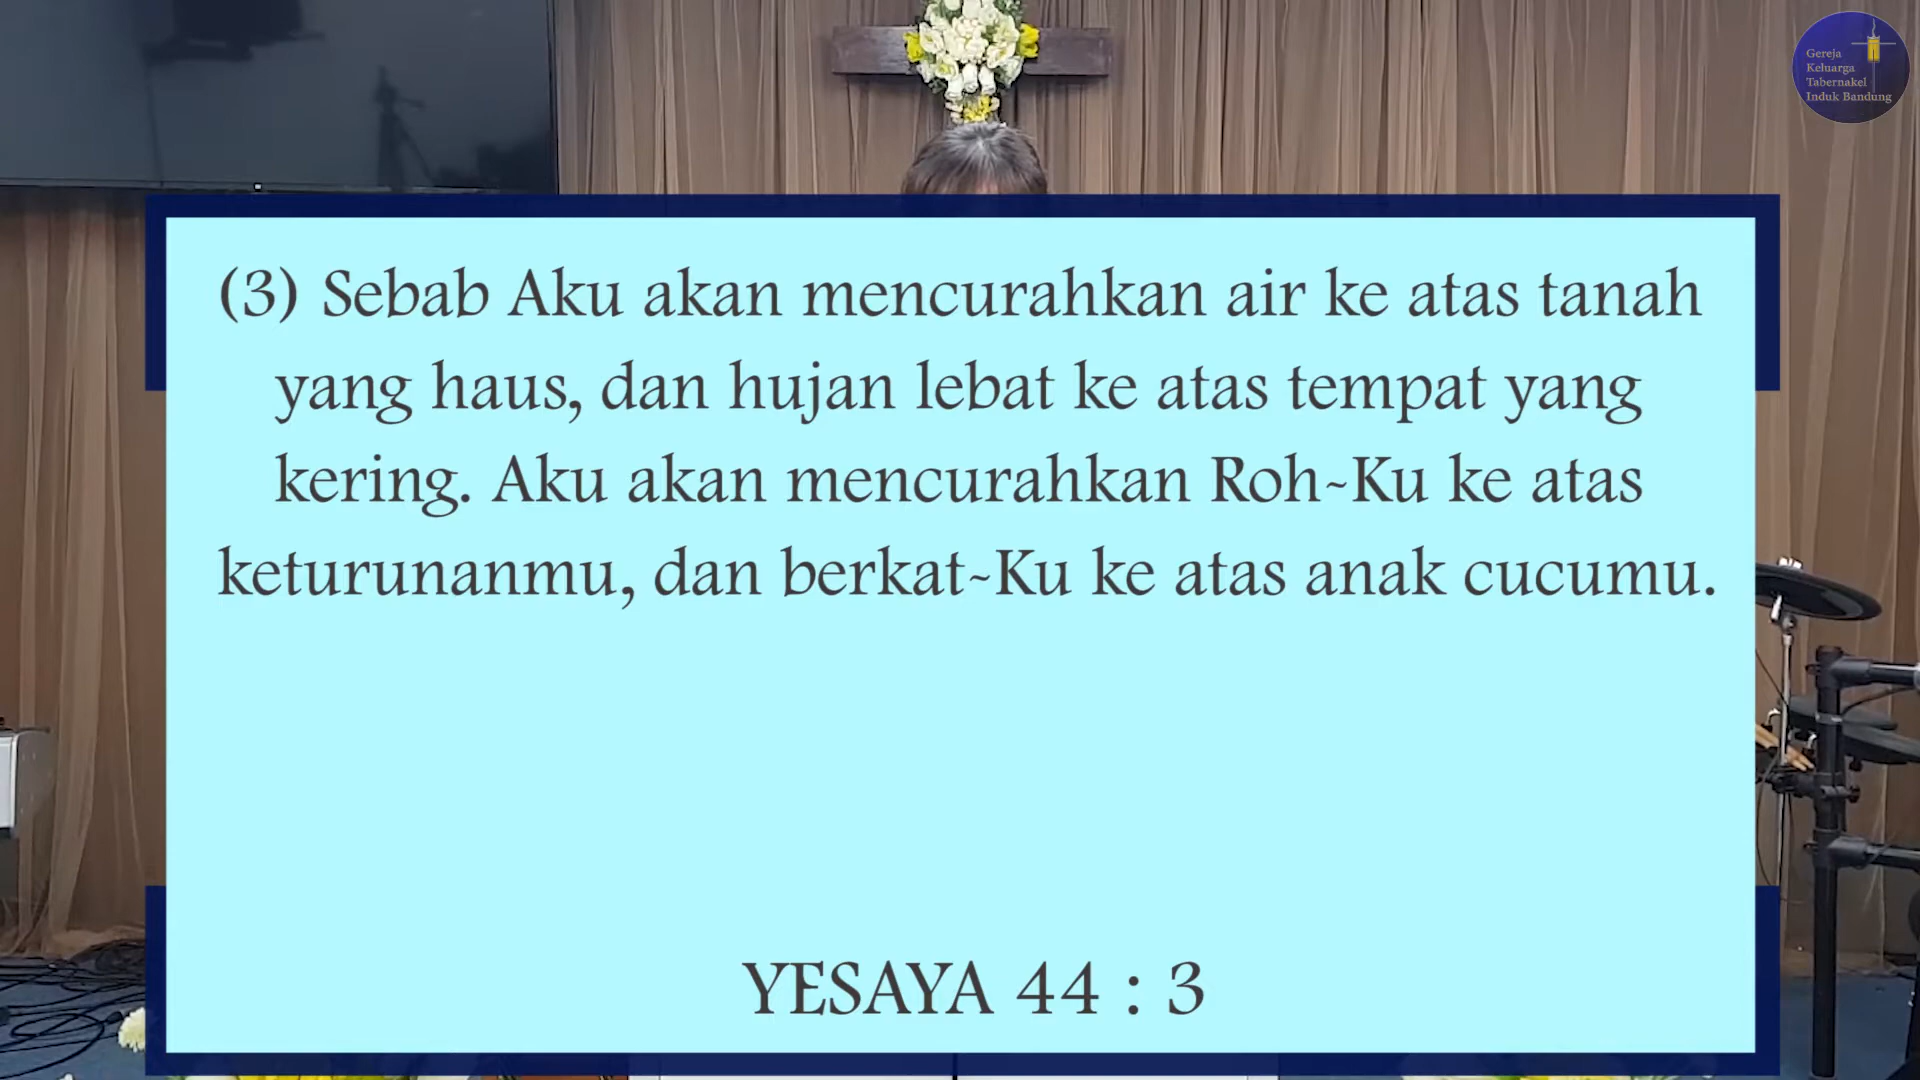 Gereja
Keluarga
Tabernakel
Induk Bandung
(3) Sebab Aku akan mencurahkan air ke atas tanah
yang haus, dan hujan lebat ke atas tempat yang
kering. Aku akan mencurahkan Roh~Ku ke atas
keturunanmu, dan berkat~Ku ke atas anak cucumu.
YESAYA 44 : 3